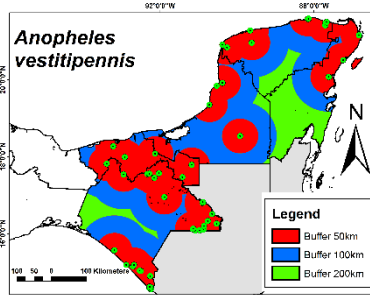 92°0'0"W
88°0'0"W
Anopheles
vestitipennis
20°0'0"N
18°0'0"N
16°0'0"N
N
Legend
Buffer 50km
Buffer 100km
Buffer 200km
100 50 0 100 Kilometers